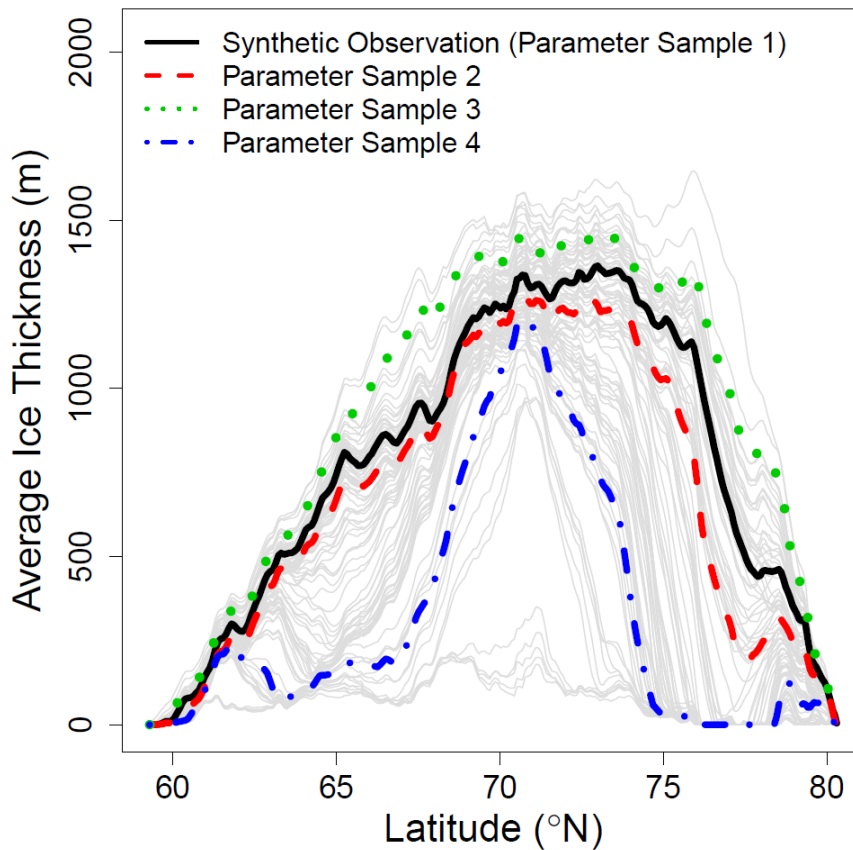 Synthetic Observation (Parameter Sample 1)
Parameter Sample 2
Parameter Sample 3
Parameter Sample 4
Average Ice Thickness (m)
2000
1500
1000
500
0
60 65 70 75 80
Latitude (°N)